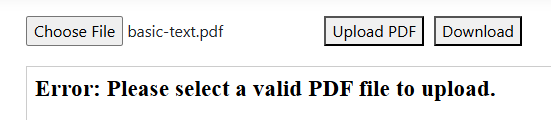 Choose File basic-text.pdf Upload PDF Download
Error: Please select a valid PDF file to upload.